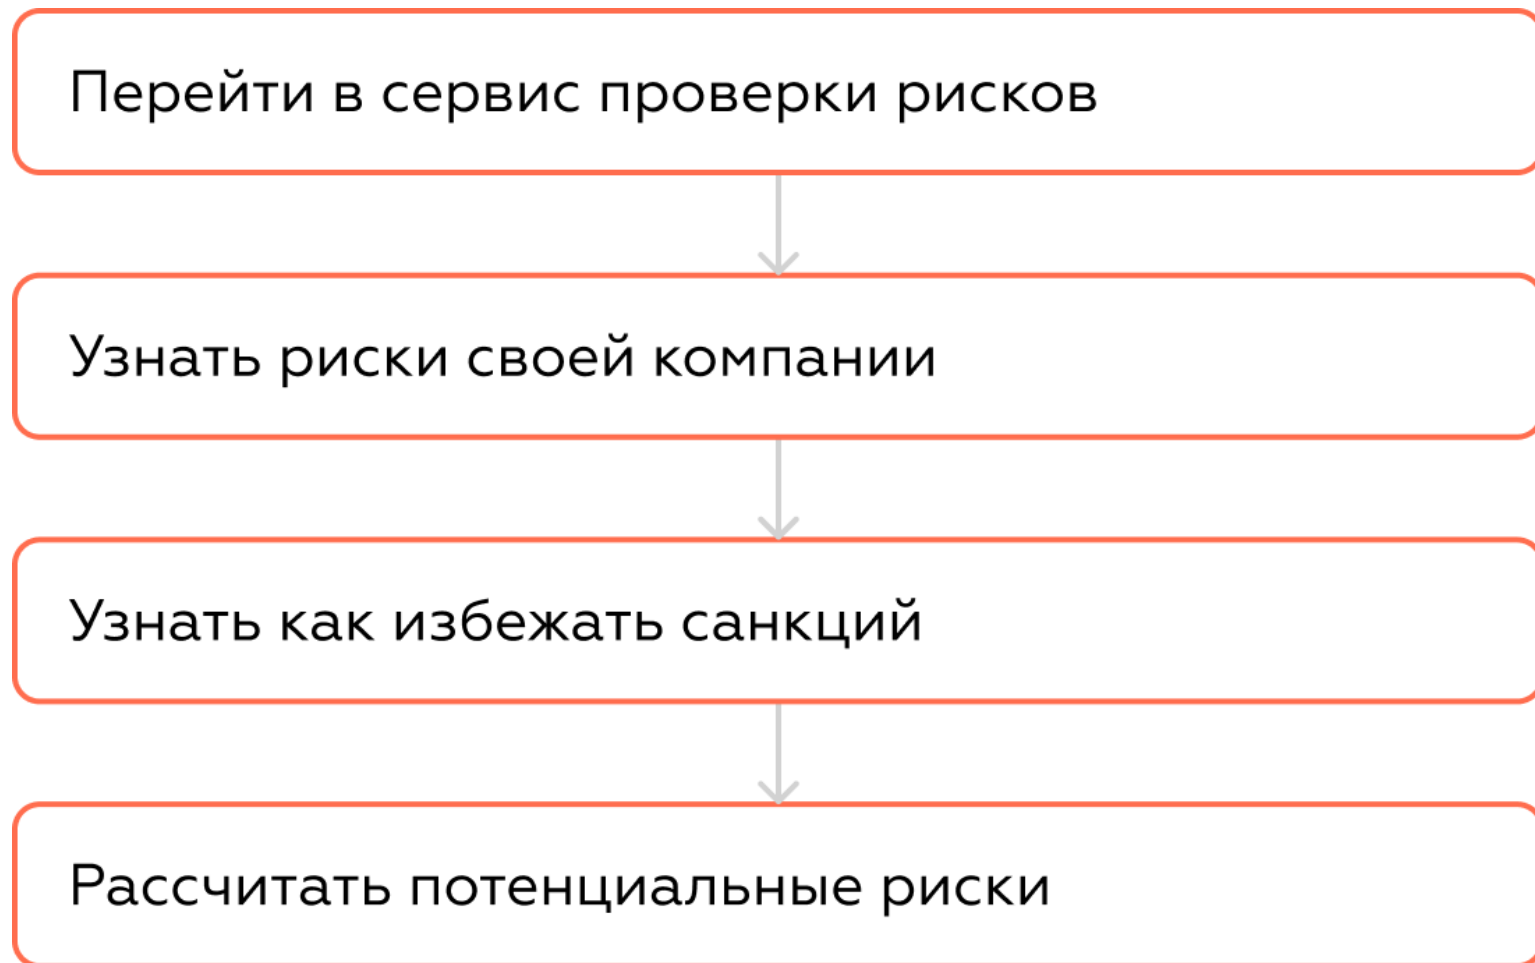 Перейти в сервис проверки рисков
Узнать риски своей компании
Узнать как избежать санкций
Рассчитать потенциальные риски